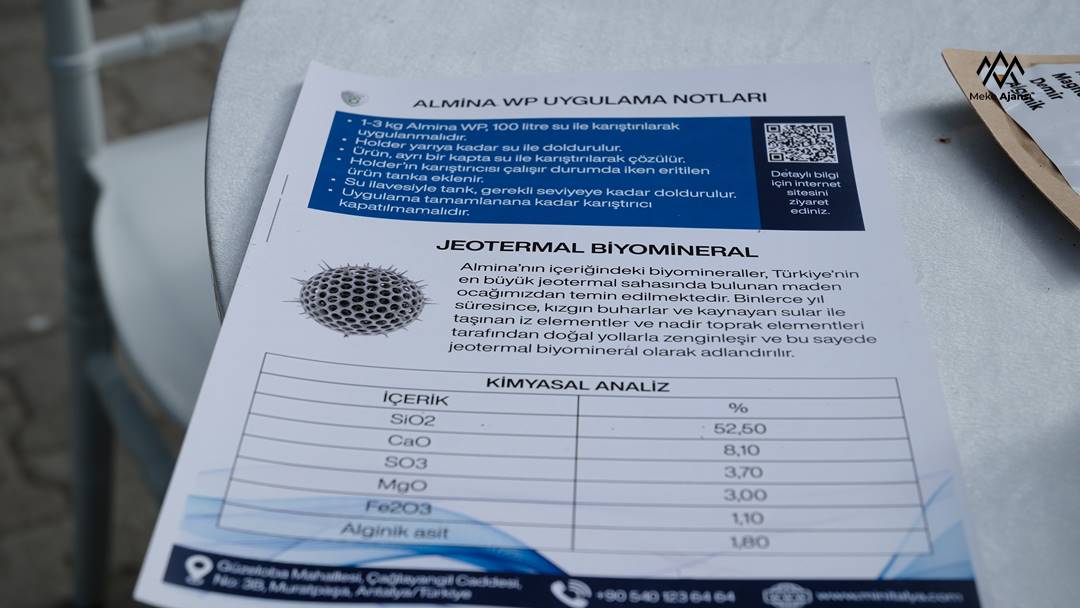 Meke Ajansı
Magn
Demir
ALMİNA WP UYGULAMA NOTLARI
• 1-3 kg Almina WP, 100 litre su ile karıştırılarak
uygulanmalıdır.
• Holder yarıya kadar su ile doldurulur.
• Ürün, ayrı bir kapta su ile karıştırılarak çözülür.
• Holder'ın karıştırıcısı çalışır durumda iken eritilen
ürün tanka eklenir.
• Su ilavesiyle tank, gerekli seviyeye kadar doldurulur.
• Uygulama tamamlanana kadar karıştırıcı
kapatılmamalıdır.
Detaylı bilgi
için internet
sitesini
ziyaret
ediniz.
JEOTERMAL BİYOMİNERAL
Almina'nın içeriğindeki biyomineraller, Türkiye'nin
en büyük jeotermal sahasında bulunan maden
ocağımızdan temin edilmektedir. Binlerce yıl
süresince, kızgın buharlar ve kaynayan sular ile
taşınan iz elementler ve nadir toprak elementleri
tarafından doğal yollarla zenginleşir ve bu sayede
jeotermal biyomineral olarak adlandırılır.
KİMYASAL ANALİZ
İÇERİK %
SiO2 52,50
CaO 8,10
SO3 3,70
MgO 3,00
Fe2O3 1,10
Alginik asit 1,80
Güzeloba Mahallesi, Çağlayangil Caddesi,
No: 3B, Muratpaşa, Antalya/Türkiye
+90 540 123 64 64
www.minitalya.com